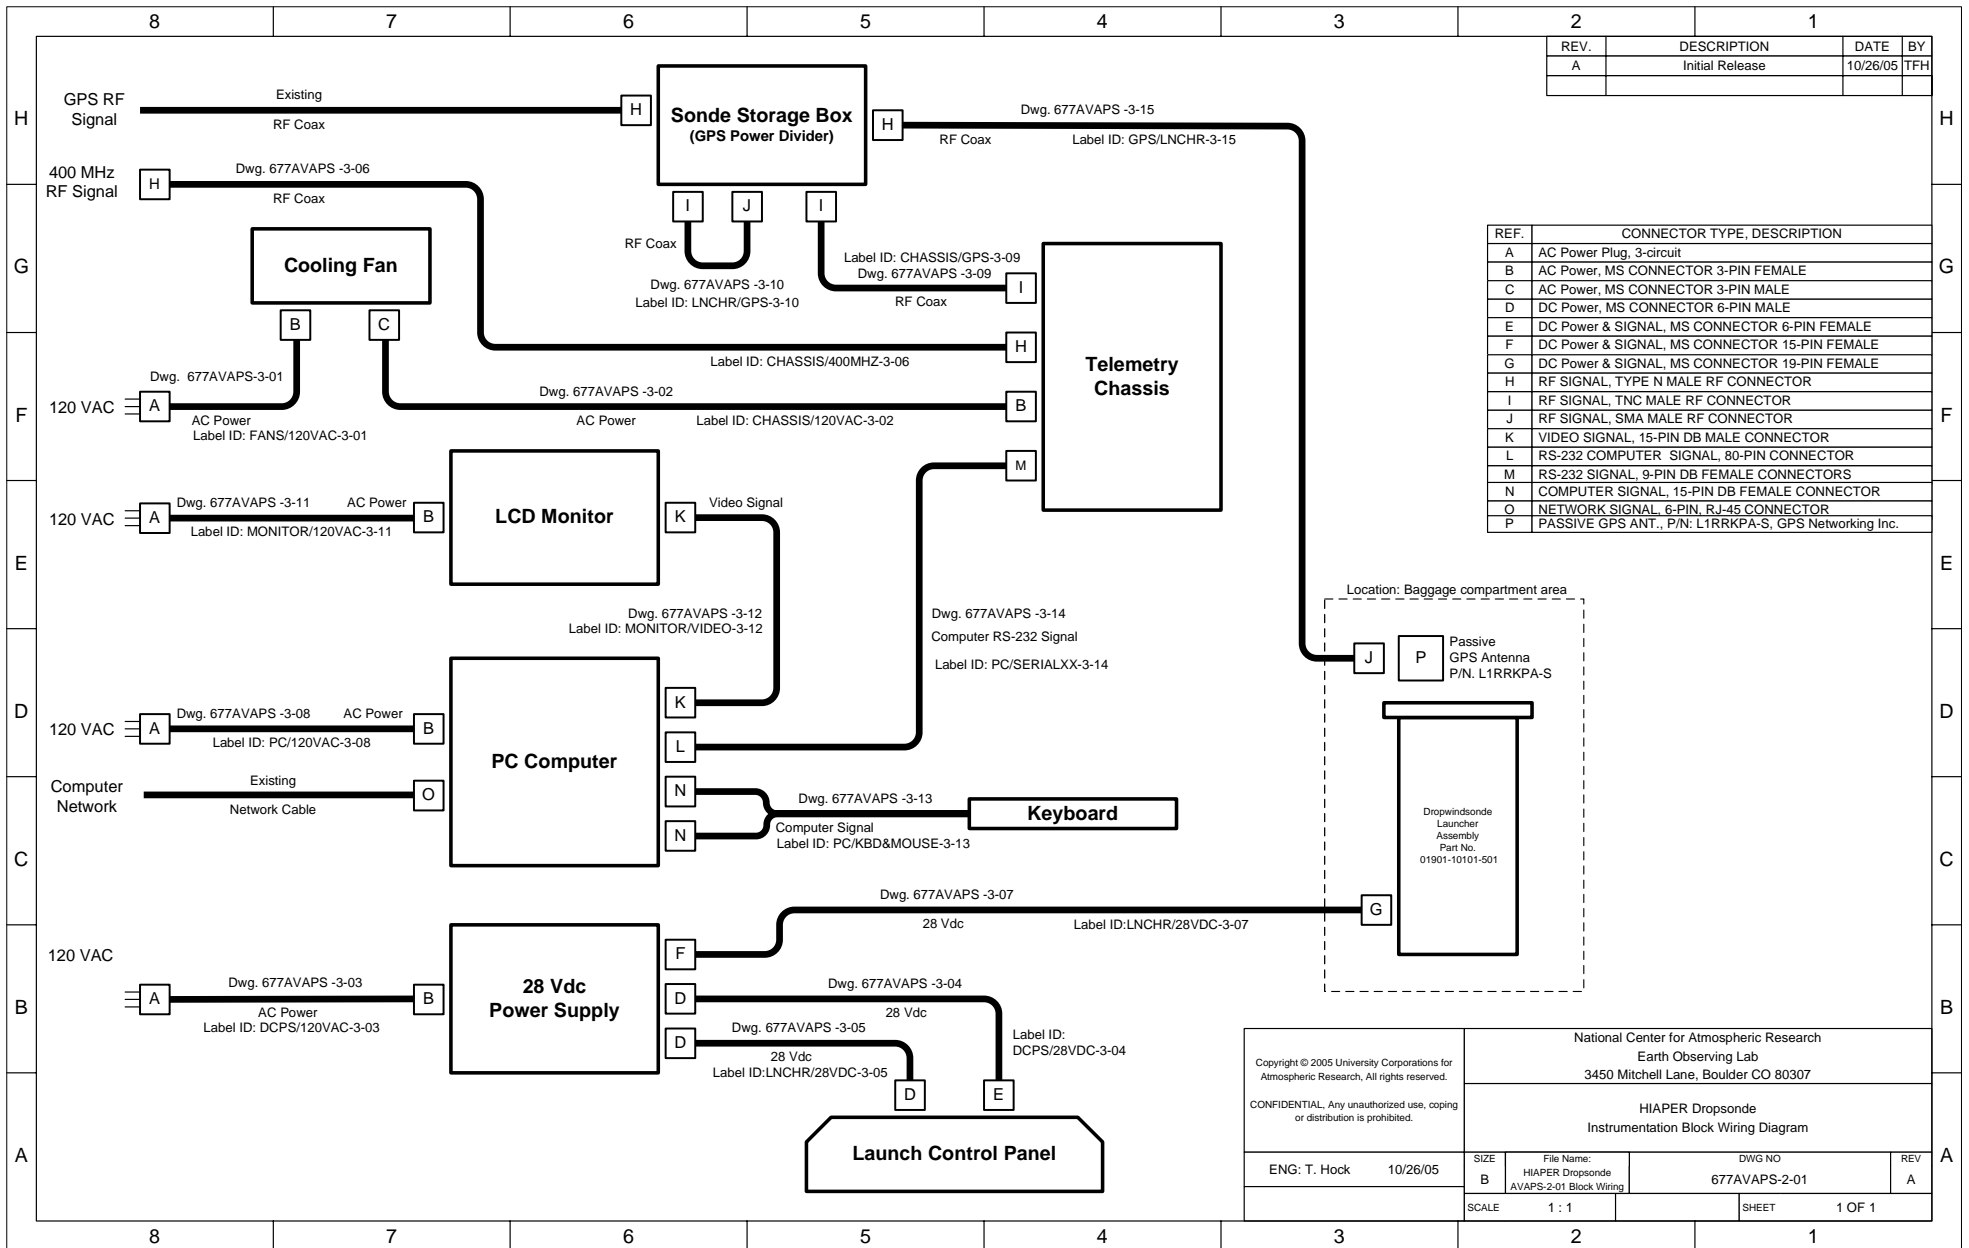 8 7 6 5 4 3 2 1
REV. DESCRIPTION DATE BY
A Initial Release 10/26/05 TFH
H
H
GPS RF
Signal
Existing
RF Coax
H
Sonde Storage Box
(GPS Power Divider)
H
Dwg. 677AVAPS -3-15
RF Coax
Label ID: GPS/LNCHR-3-15
400 MHz
RF Signal
H
Dwg. 677AVAPS -3-06
RF Coax
I
J
I
RF Coax
Dwg. 677AVAPS -3-10
Label ID: LNCHR/GPS-3-10
Label ID: CHASSIS/GPS-3-09
Dwg. 677AVAPS -3-09
RF Coax
I
G
G
Cooling Fan
B
C
H
Label ID: CHASSIS/400MHZ-3-06
Telemetry
Chassis
REF. CONNECTOR TYPE, DESCRIPTION
A AC Power Plug, 3-circuit
B AC Power, MS CONNECTOR 3-PIN FEMALE
C AC Power, MS CONNECTOR 3-PIN MALE
D DC Power, MS CONNECTOR 6-PIN MALE
E DC Power & SIGNAL, MS CONNECTOR 6-PIN FEMALE
F DC Power & SIGNAL, MS CONNECTOR 15-PIN FEMALE
G DC Power & SIGNAL, MS CONNECTOR 19-PIN FEMALE
H RF SIGNAL, TYPE N MALE RF CONNECTOR
I RF SIGNAL, TNC MALE RF CONNECTOR
J RF SIGNAL, SMA MALE RF CONNECTOR
K VIDEO SIGNAL, 15-PIN DB MALE CONNECTOR
L RS-232 COMPUTER SIGNAL, 80-PIN CONNECTOR
M RS-232 SIGNAL, 9-PIN DB FEMALE CONNECTORS
N COMPUTER SIGNAL, 15-PIN DB FEMALE CONNECTOR
O NETWORK SIGNAL, 6-PIN, RJ-45 CONNECTOR
P PASSIVE GPS ANT., P/N: L1RRKPA-S, GPS Networking Inc.
F
F
120 VAC
A
Dwg. 677AVAPS-3-01
AC Power
Label ID: FANS/120VAC-3-01
Dwg. 677AVAPS -3-02
AC Power
Label ID: CHASSIS/120VAC-3-02
B
M
E
E
120 VAC
A
Dwg. 677AVAPS -3-11
AC Power
Label ID: MONITOR/120VAC-3-11
B
LCD Monitor
K
Video Signal
Dwg. 677AVAPS -3-12
Label ID: MONITOR/VIDEO-3-12
Dwg. 677AVAPS -3-14
Computer RS-232 Signal
Label ID: PC/SERIALXX-3-14
Location: Baggage compartment area
J
P
Passive
GPS Antenna
P/N. L1RRKPA-S
D
D
120 VAC
A
Dwg. 677AVAPS -3-08
AC Power
Label ID: PC/120VAC-3-08
B
PC Computer
K
L
N
N
Computer
Network
Existing
Network Cable
O
Dwg. 677AVAPS -3-13
Computer Signal
Label ID: PC/KBD&MOUSE-3-13
Keyboard
Dropwindsonde
Launcher
Assembly
Part No.
01901-10101-501
C
C
Dwg. 677AVAPS -3-07
28 Vdc
Label ID:LNCHR/28VDC-3-07
G
B
B
120 VAC
A
Dwg. 677AVAPS -3-03
AC Power
Label ID: DCPS/120VAC-3-03
B
28 Vdc
Power Supply
F
D
D
Dwg. 677AVAPS -3-04
28 Vdc
Label ID:
DCPS/28VDC-3-04
Dwg. 677AVAPS -3-05
28 Vdc
Label ID:LNCHR/28VDC-3-05
D
E
Launch Control Panel
A
A
Copyright © 2005 University Corporations for
Atmospheric Research, All rights reserved.
CONFIDENTIAL, Any unauthorized use, coping
or distribution is prohibited.
National Center for Atmospheric Research
Earth Observing Lab
3450 Mitchell Lane, Boulder CO 80307
HIAPER Dropsonde
Instrumentation Block Wiring Diagram
ENG: T. Hock 10/26/05
SIZE
B
File Name:
HIAPER Dropsonde
AVAPS-2-01 Block Wiring
DWG NO
677AVAPS-2-01
REV
A
SCALE 1 : 1
SHEET 1 OF 1
8 7 6 5 4 3 2 1